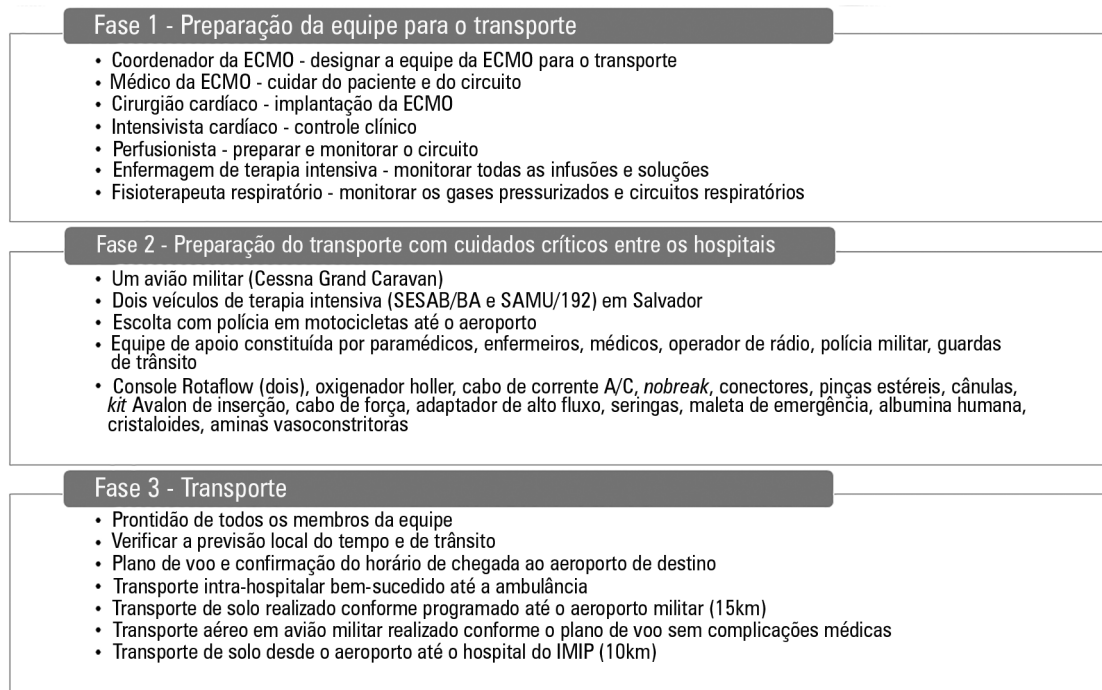 Fase 1 - Preparação da equipe para o transporte
• Coordenador da ECMO - designar a equipe da ECMO para o transporte
• Médico da ECMO - cuidar do paciente e do circuito
• Cirurgião cardíaco - implantação da ECMO
• Intensivista cardíaco - controle clínico
• Perfusionista - preparar e monitorar o circuito
• Enfermagem de terapia intensiva - monitorar todas as infusões e soluções
• Fisioterapeuta respiratório - monitorar os gases pressurizados e circuitos respiratórios
Fase 2 - Preparação do transporte com cuidados críticos entre os hospitais
• Um avião militar (Cessna Grand Caravan)
• Dois veículos de terapia intensiva (SESAB/BA e SAMU/192) em Salvador
• Escolta com polícia em motocicletas até o aeroporto
• Equipe de apoio constituída por paramédicos, enfermeiros, médicos, operador de rádio, polícia militar, guardas
de trânsito
• Console Rotaflow (dois), oxigenador holler, cabo de corrente A/C, nobreak, conectores, pinças estéreis, cânulas,
kit Avalon de inserção, cabo de força, adaptador de alto fluxo, seringas, maleta de emergência, albumina humana,
cristaloides, aminas vasoconstritoras
Fase 3 - Transporte
• Prontidão de todos os membros da equipe
• Verificar a previsão local do tempo e de trânsito
• Plano de voo e confirmação do horário de chegada ao aeroporto de destino
• Transporte intra-hospitalar bem-sucedido até a ambulância
• Transporte de solo realizado conforme programado até o aeroporto militar (15km)
• Transporte aéreo em avião militar realizado conforme o plano de voo sem complicações médicas
• Transporte de solo desde o aeroporto até o hospital do IMIP (10km)